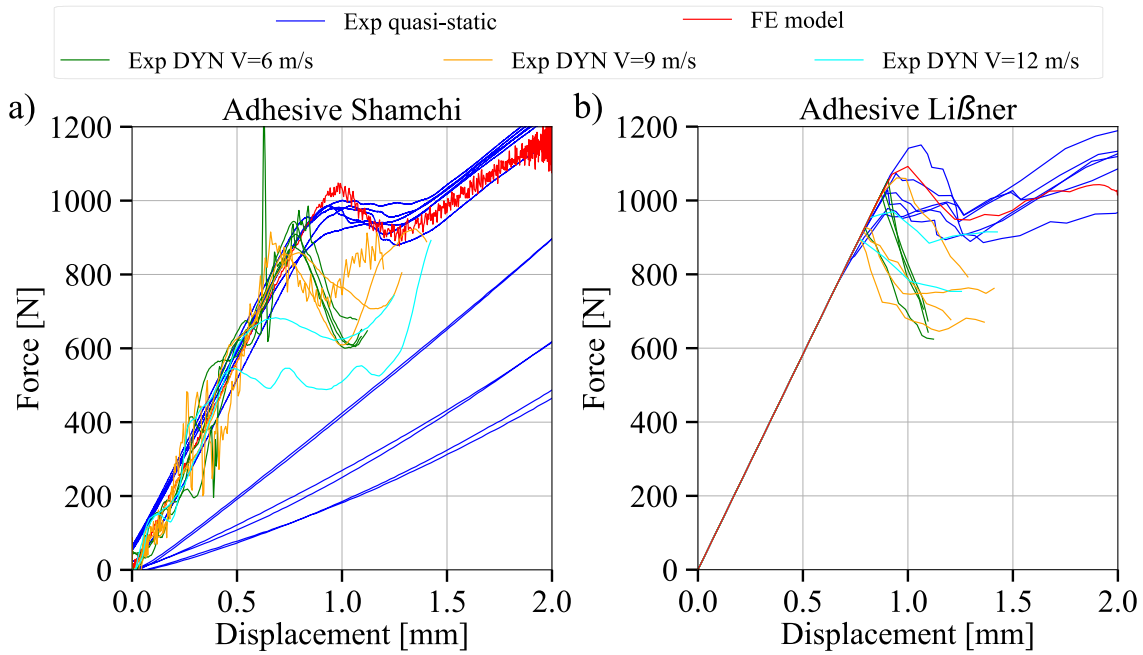 Exp quasi-static FE model
Exp DYN V=6 m/s Exp DYN V=9 m/s Exp DYN V=12 m/s
a) Adhesive Shamchi
1200
1000
800
600
400
200
0
Force [N]
0.0 0.5 1.0 1.5 2.0
Displacement [mm]
b) Adhesive Lißner
1200
1000
800
600
400
200
0
Force [N]
0.0 0.5 1.0 1.5 2.0
Displacement [mm]